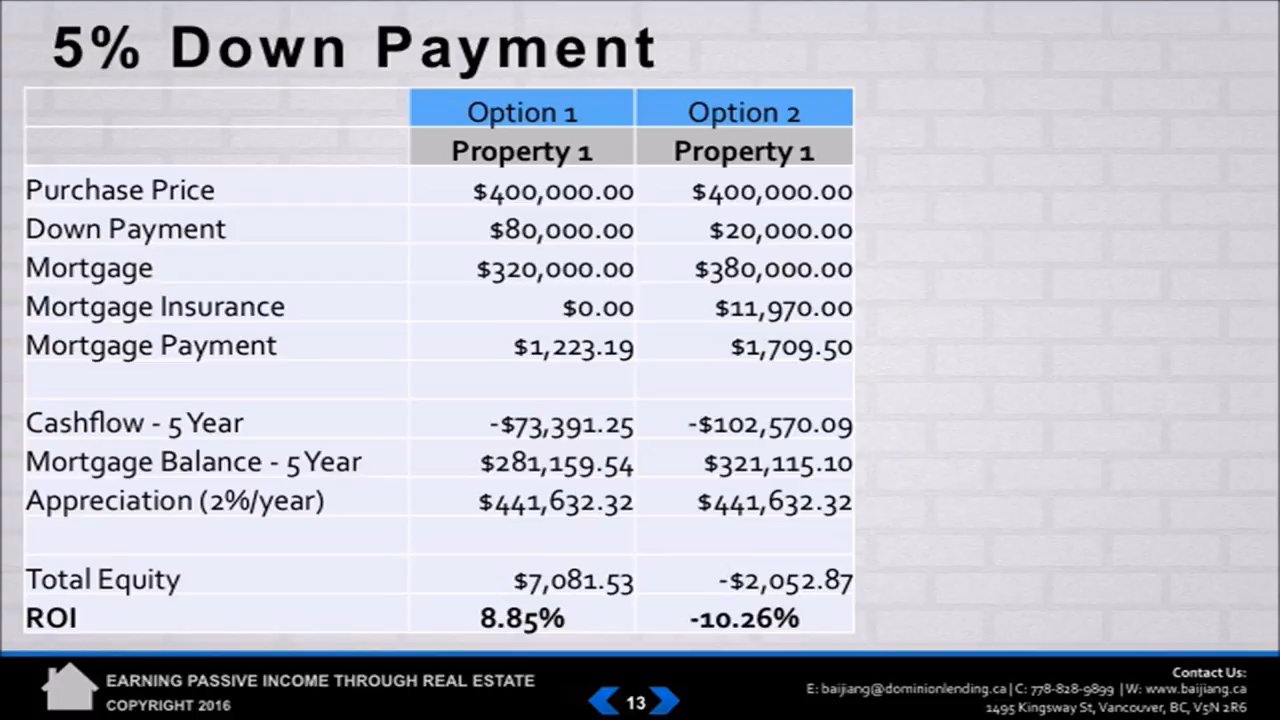 5% Down Payment
Option 1 Option 2
Property 1 Property 1
Purchase Price $400,000.00 $400,000.00
Down Payment $80,000.00 $20,000.00
Mortgage $320,000.00 $380,000.00
Mortgage Insurance $0.00 $11,970.00
Mortgage Payment $1,223.19 $1,709.50
Cashflow - 5 Year -$73,391.25 -$102,570.09
Mortgage Balance - 5 Year $281,159.54 $321,115.10
Appreciation (2%/year) $441,632.32 $441,632.32
Total Equity $7,081.53 -$2,052.87
ROI 8.85% -10.26%
EARNING PASSIVE INCOME THROUGH REAL ESTATE
COPYRIGHT 2016
13
Contact Us:
E: baijiang@dominionlending.ca | C: 778-828-9899 | W: www.baijiang.ca
1495 Kingsway St, Vancouver, BC, V5N 2R6